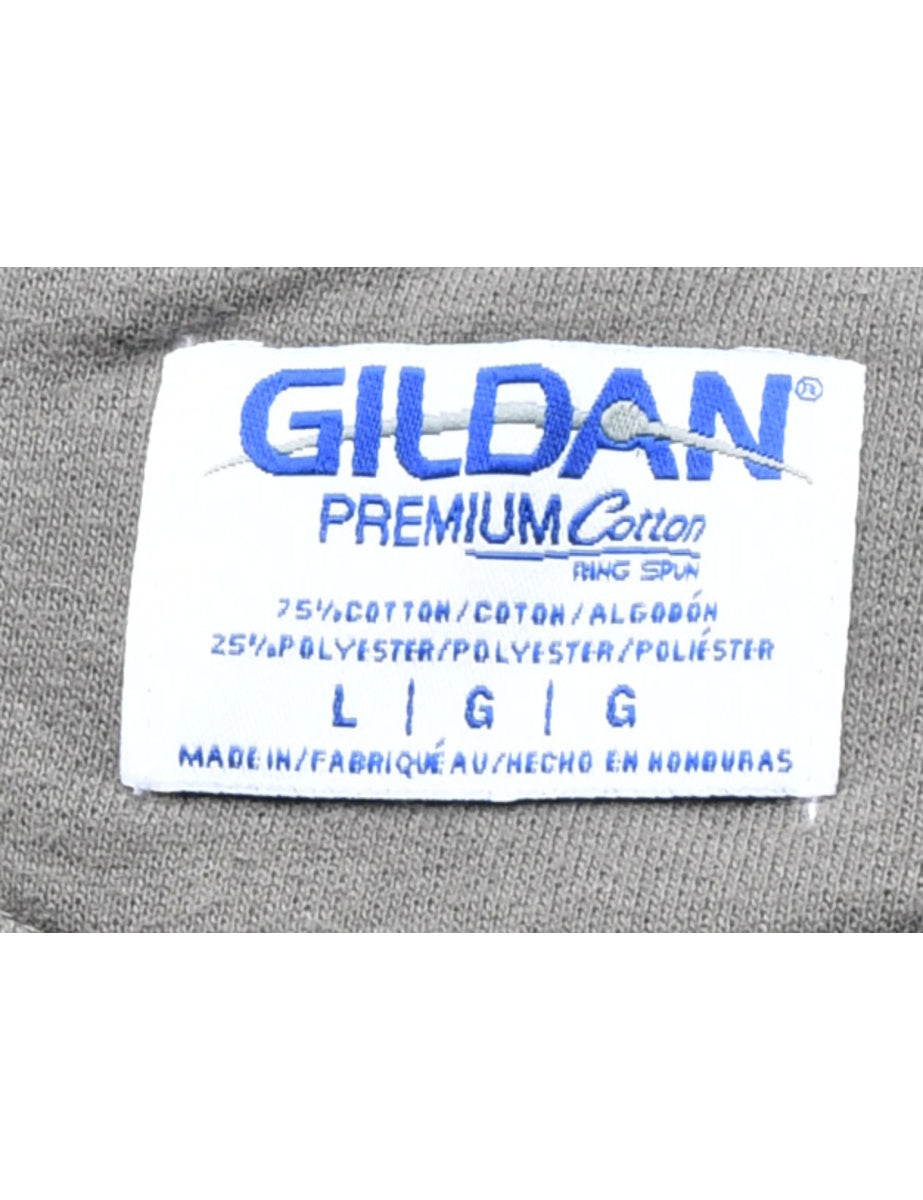 GILDAN®
PREMIUM Cotton
RING SPUN
75% COTTON/COTON/ALGODÓN
25% POLYESTER/POLYESTER/POLIÉSTER
L | G | G
MADE IN/FABRIQUÉ AU/HECHO EN HONDURAS